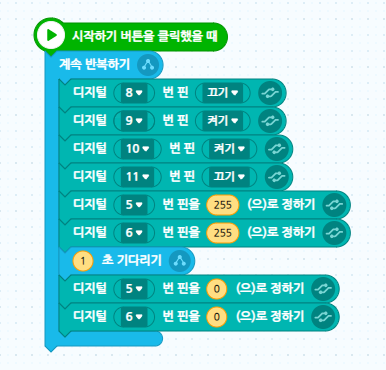 시작하기 버튼을 클릭했을 때
계속 반복하기
디지털 8 번 핀 끄기
디지털 9 번 핀 켜기
디지털 10 번 핀 켜기
디지털 11 번 핀 끄기
디지털 5 번 핀을 255 (으)로 정하기
디지털 6 번 핀을 255 (으)로 정하기
1 초 기다리기
디지털 5 번 핀을 0 (으)로 정하기
디지털 6 번 핀을 0 (으)로 정하기